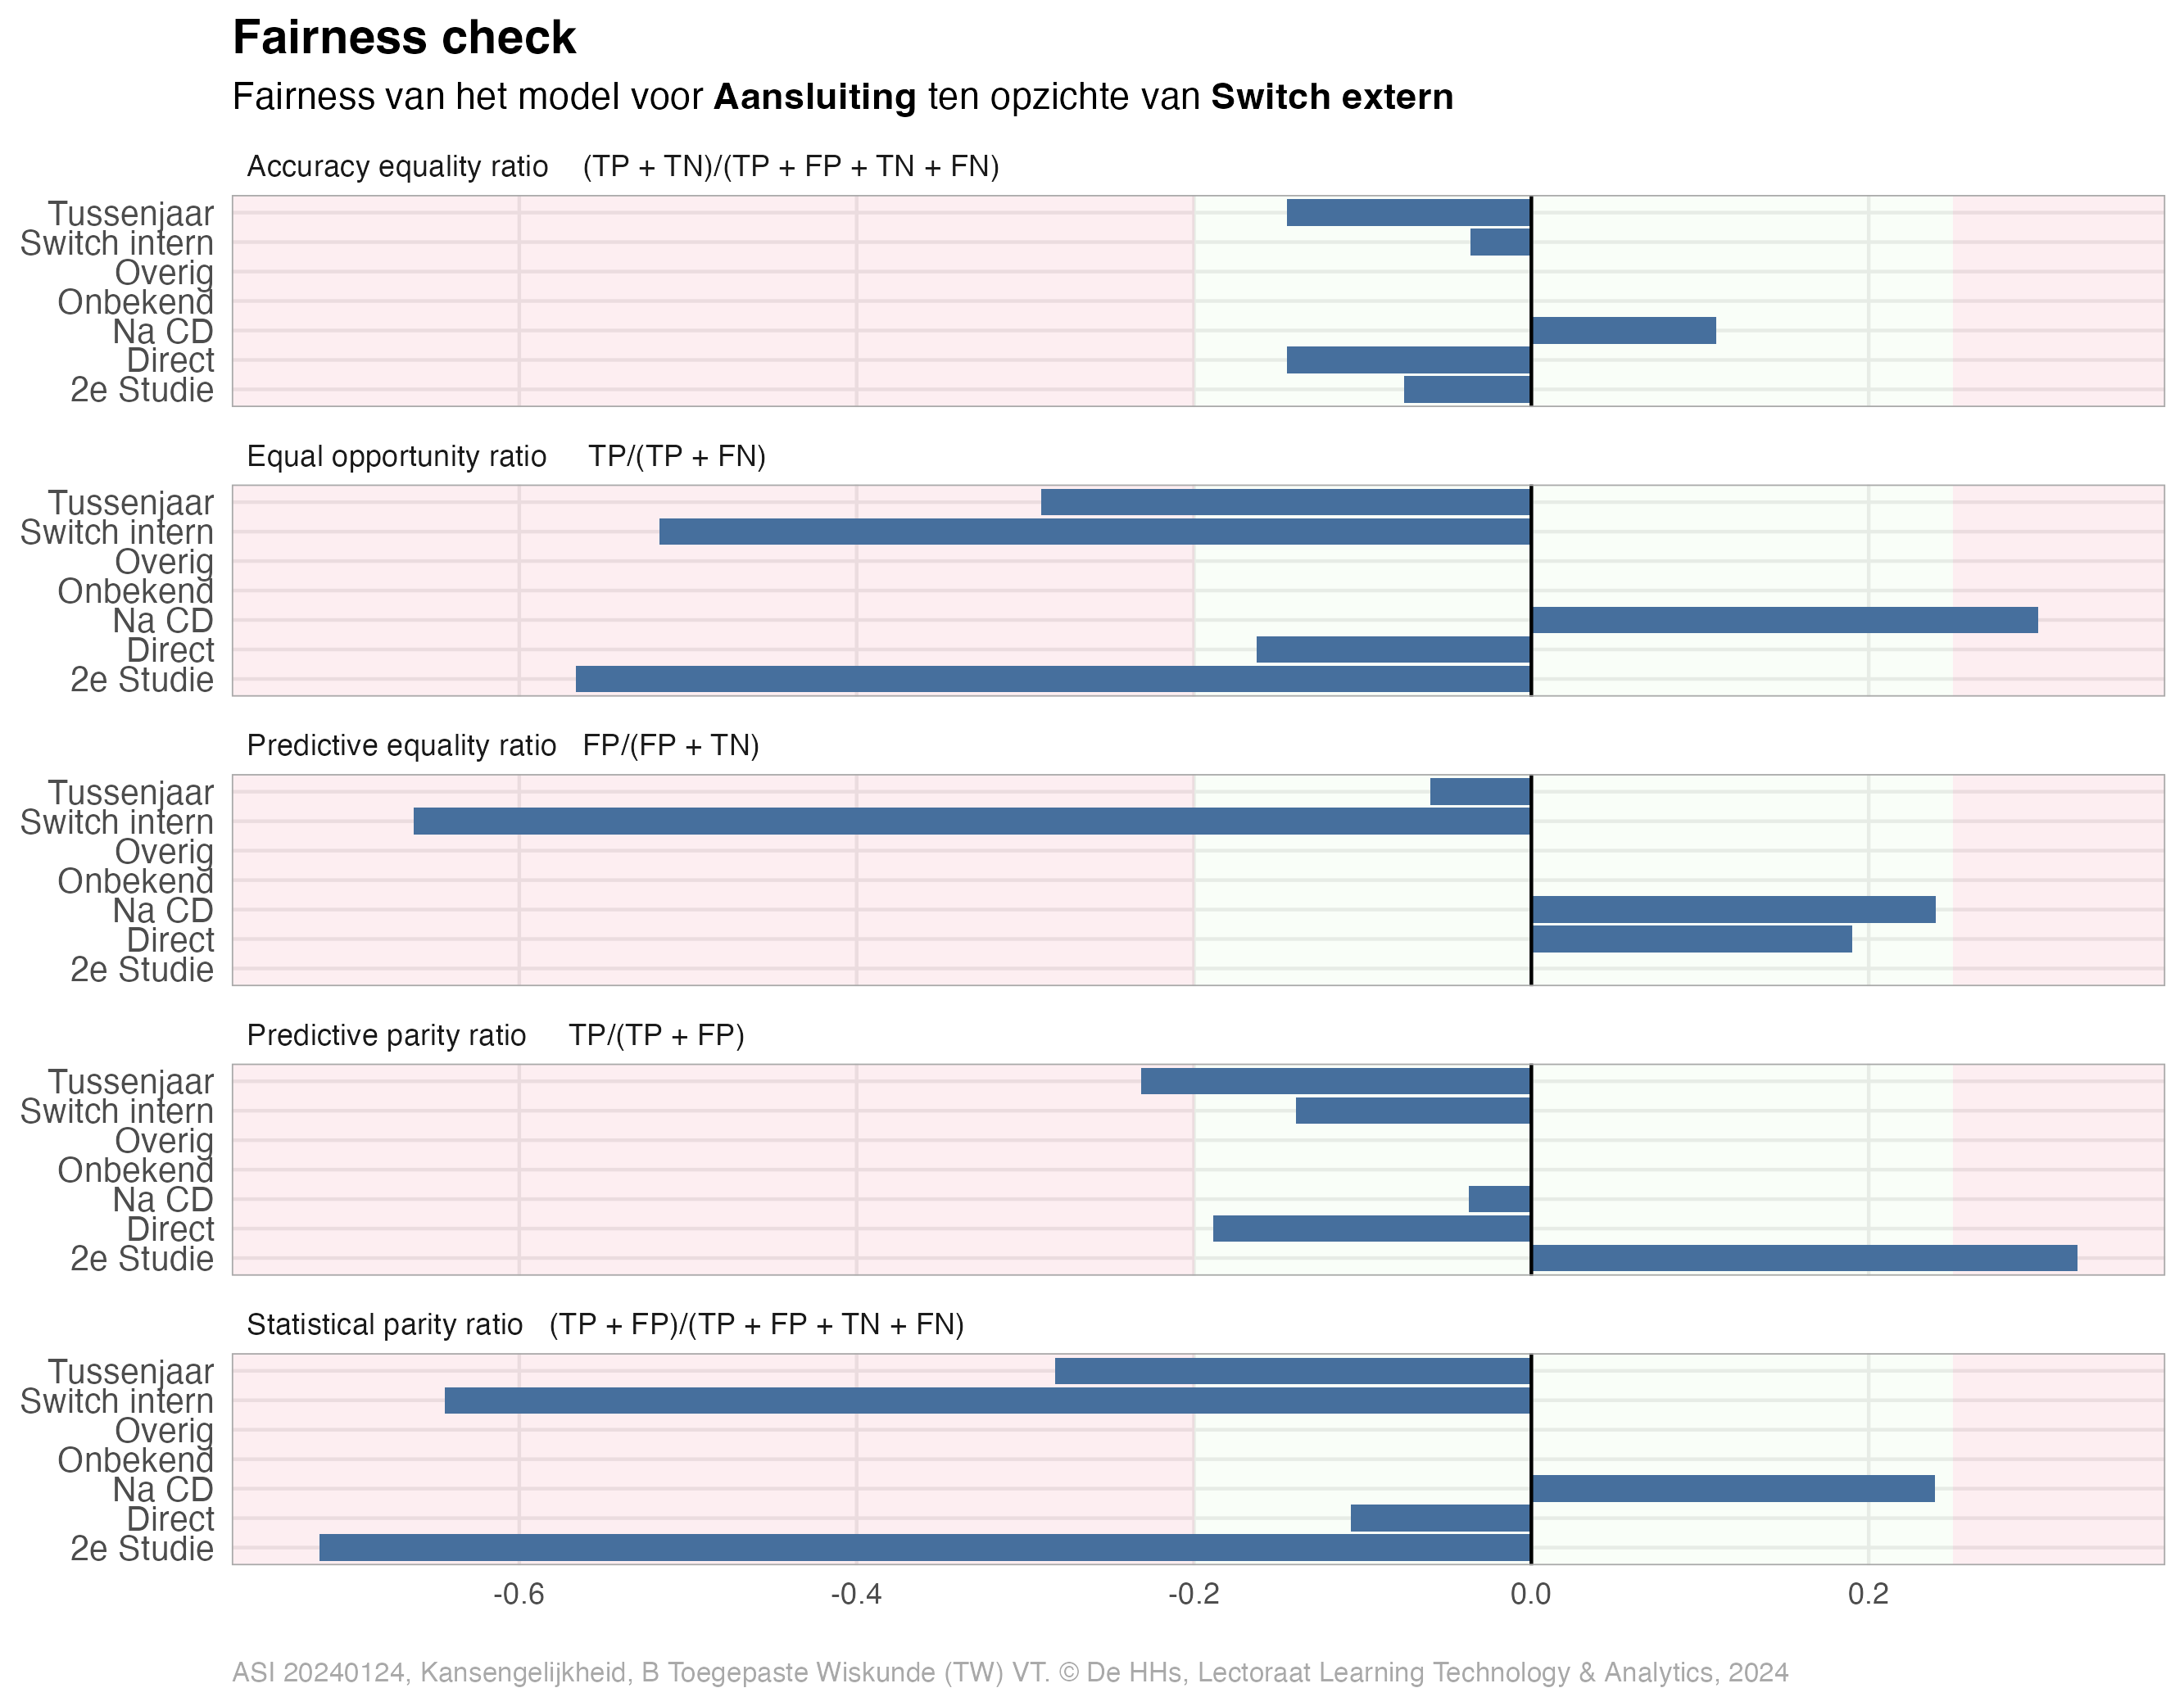 Fairness check
Fairness van het model voor Aansluiting ten opzichte van Switch extern
Accuracy equality ratio (TP + TN)/(TP + FP + TN + FN)
Tussenjaar
Switch intern
Overig
Onbekend
Na CD
Direct
2e Studie
Equal opportunity ratio TP/(TP + FN)
Tussenjaar
Switch intern
Overig
Onbekend
Na CD
Direct
2e Studie
Predictive equality ratio FP/(FP + TN)
Tussenjaar
Switch intern
Overig
Onbekend
Na CD
Direct
2e Studie
Predictive parity ratio TP/(TP + FP)
Tussenjaar
Switch intern
Overig
Onbekend
Na CD
Direct
2e Studie
Statistical parity ratio (TP + FP)/(TP + FP + TN + FN)
Tussenjaar
Switch intern
Overig
Onbekend
Na CD
Direct
2e Studie
-0.6 -0.4 -0.2 0.0 0.2
ASI 20240124, Kansengelijkheid, B Toegepaste Wiskunde (TW) VT. © De HHs, Lectoraat Learning Technology & Analytics, 2024